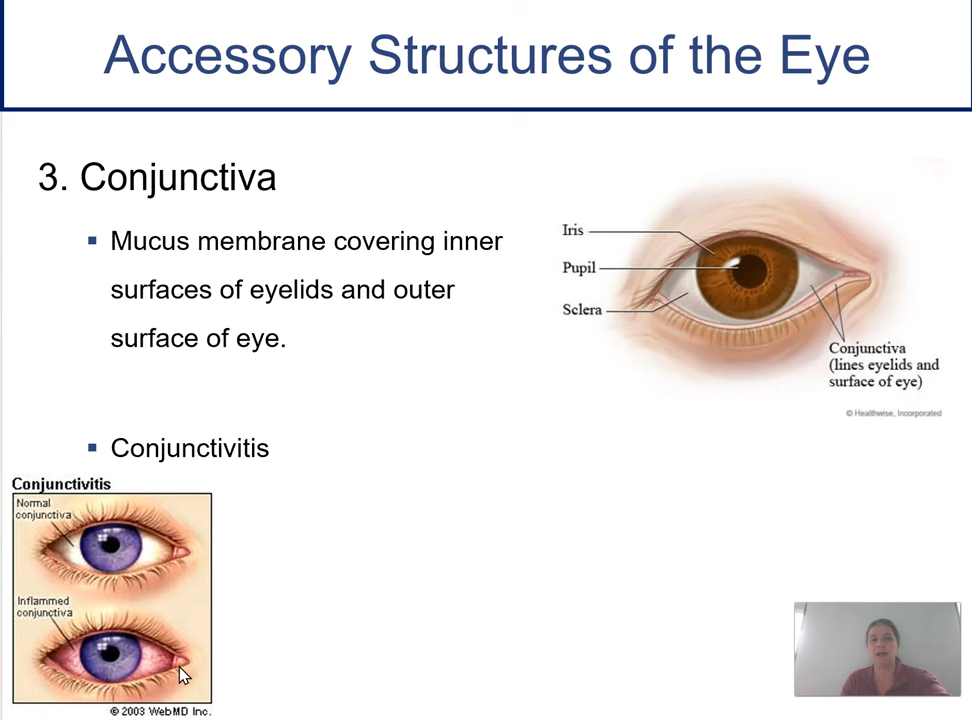 Accessory Structures of the Eye
3. Conjunctiva
▪ Mucus membrane covering inner
surfaces of eyelids and outer
surface of eye.
▪ Conjunctivitis
Iris
Pupil
Sclera
Conjunctiva
(lines eyelids and
surface of eye)
© Healthwise, Incorporated
Conjunctivitis
Normal
conjunctiva
Inflammed
conjunctiva
© 2003 WebMD Inc.